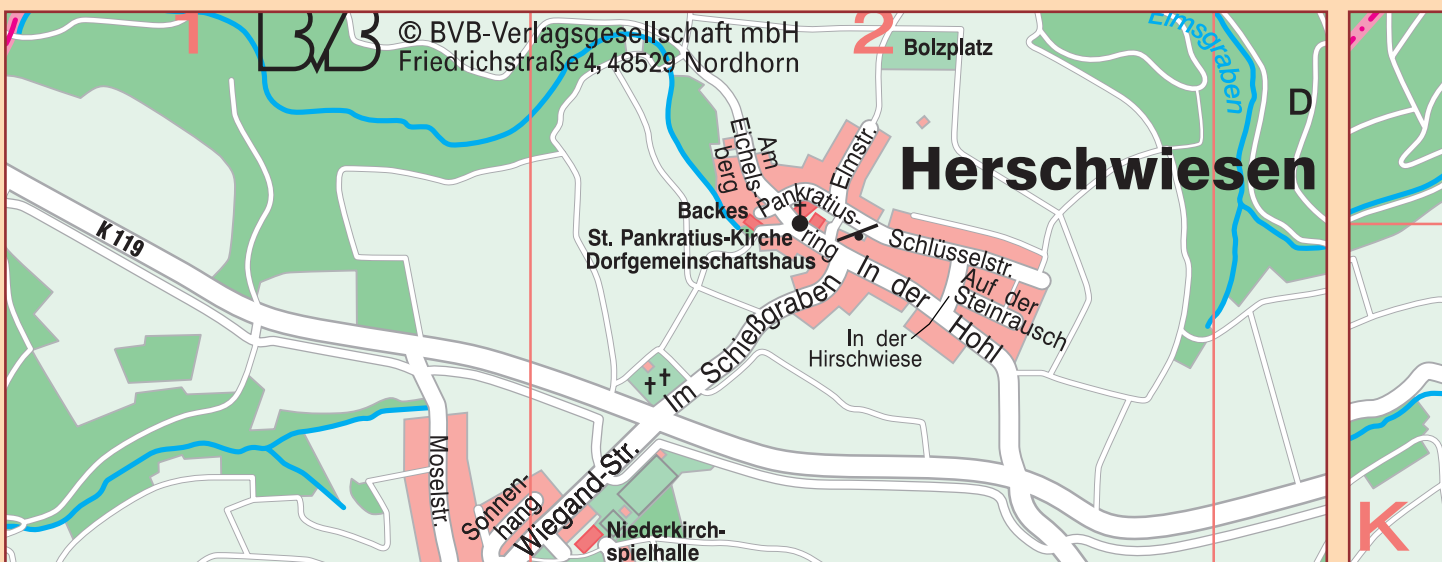 1
BVB
© BVB-Verlagsgesellschaft mbH
Friedrichstraße 4, 48529 Nordhorn
2
Bolzplatz
Elmsgraben
D
Herschwiesen
Am
Eichels-
berg
Elmstr.
Pankratius-
ring
Backes
St. Pankratius-Kirche
Dorfgemeinschaftshaus
K 119
Schlüsselstr.
In der
Hohl
Auf der
Steinrausch
In der
Hirschwiese
Im Schießgraben
Moselstr.
Sonnen-
hang
Wiegand-Str.
Niederkirch-
spielhalle
K